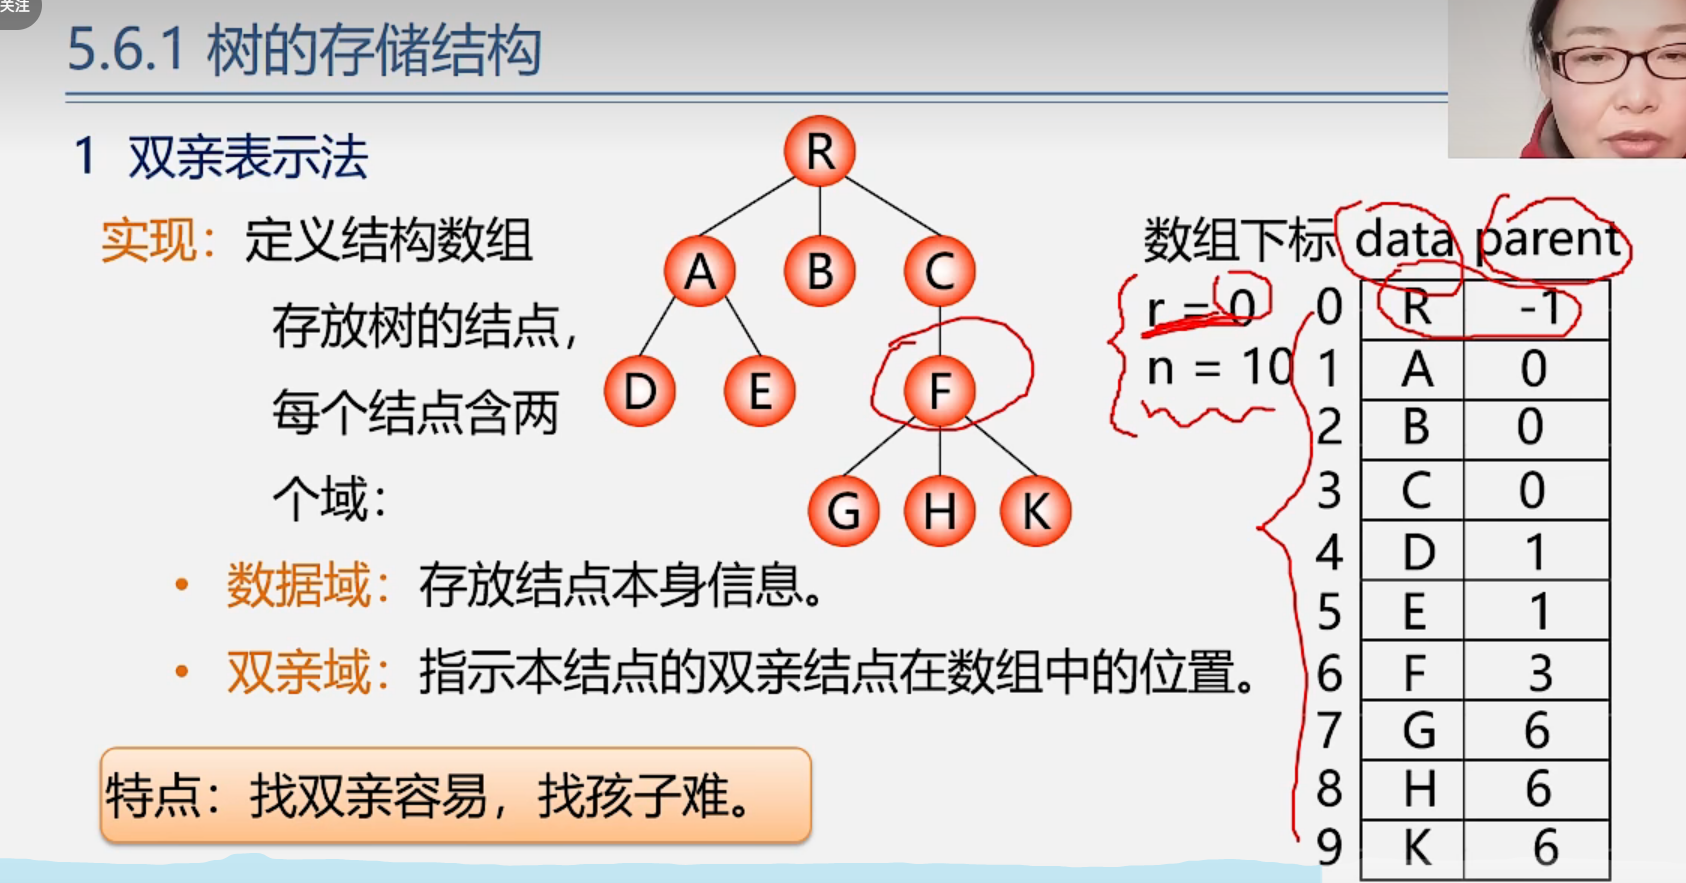 关注
5.6.1 树的存储结构
1 双亲表示法
实现：定义结构数组
存放树的结点，
每个结点含两
个域：
• 数据域：存放结点本身信息。
• 双亲域：指示本结点的双亲结点在数组中的位置。
特点：找双亲容易，找孩子难。
R
A B C
D E F
G H K
数组下标 data parent
r = 0
n = 10
0 R -1
1 A 0
2 B 0
3 C 0
4 D 1
5 E 1
6 F 3
7 G 6
8 H 6
9 K 6